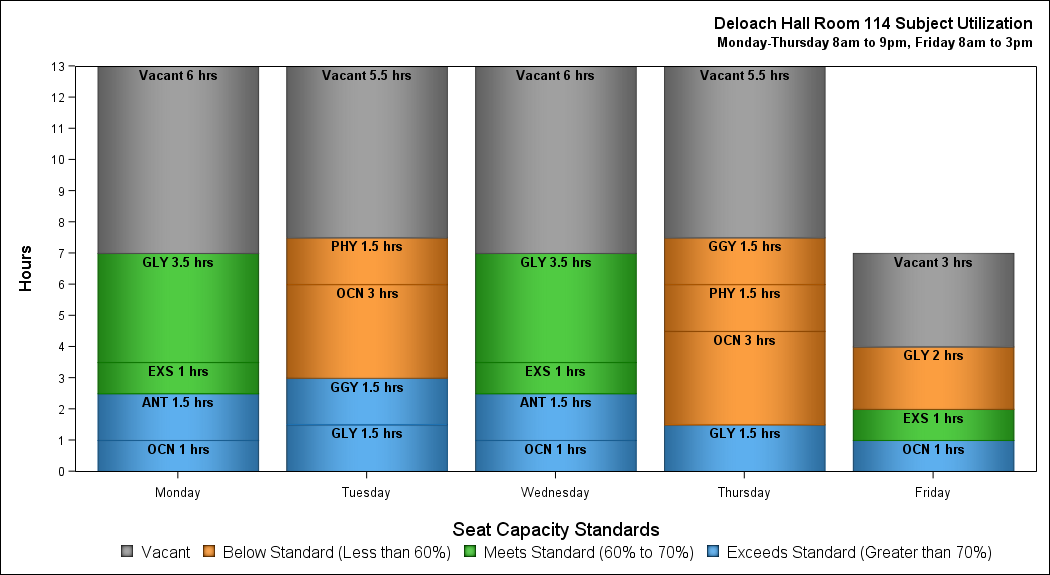 Deloach Hall Room 114 Subject Utilization
Monday-Thursday 8am to 9pm, Friday 8am to 3pm
Hours
13
12
11
10
9
8
7
6
5
4
3
2
1
0
Vacant 6 hrs
GLY 3.5 hrs
EXS 1 hrs
ANT 1.5 hrs
OCN 1 hrs
Vacant 5.5 hrs
PHY 1.5 hrs
OCN 3 hrs
GGY 1.5 hrs
GLY 1.5 hrs
Vacant 6 hrs
GLY 3.5 hrs
EXS 1 hrs
ANT 1.5 hrs
OCN 1 hrs
Vacant 5.5 hrs
GGY 1.5 hrs
PHY 1.5 hrs
OCN 3 hrs
GLY 1.5 hrs
Vacant 3 hrs
GLY 2 hrs
EXS 1 hrs
OCN 1 hrs
Monday Tuesday Wednesday Thursday Friday
Seat Capacity Standards
Vacant Below Standard (Less than 60%) Meets Standard (60% to 70%) Exceeds Standard (Greater than 70%)